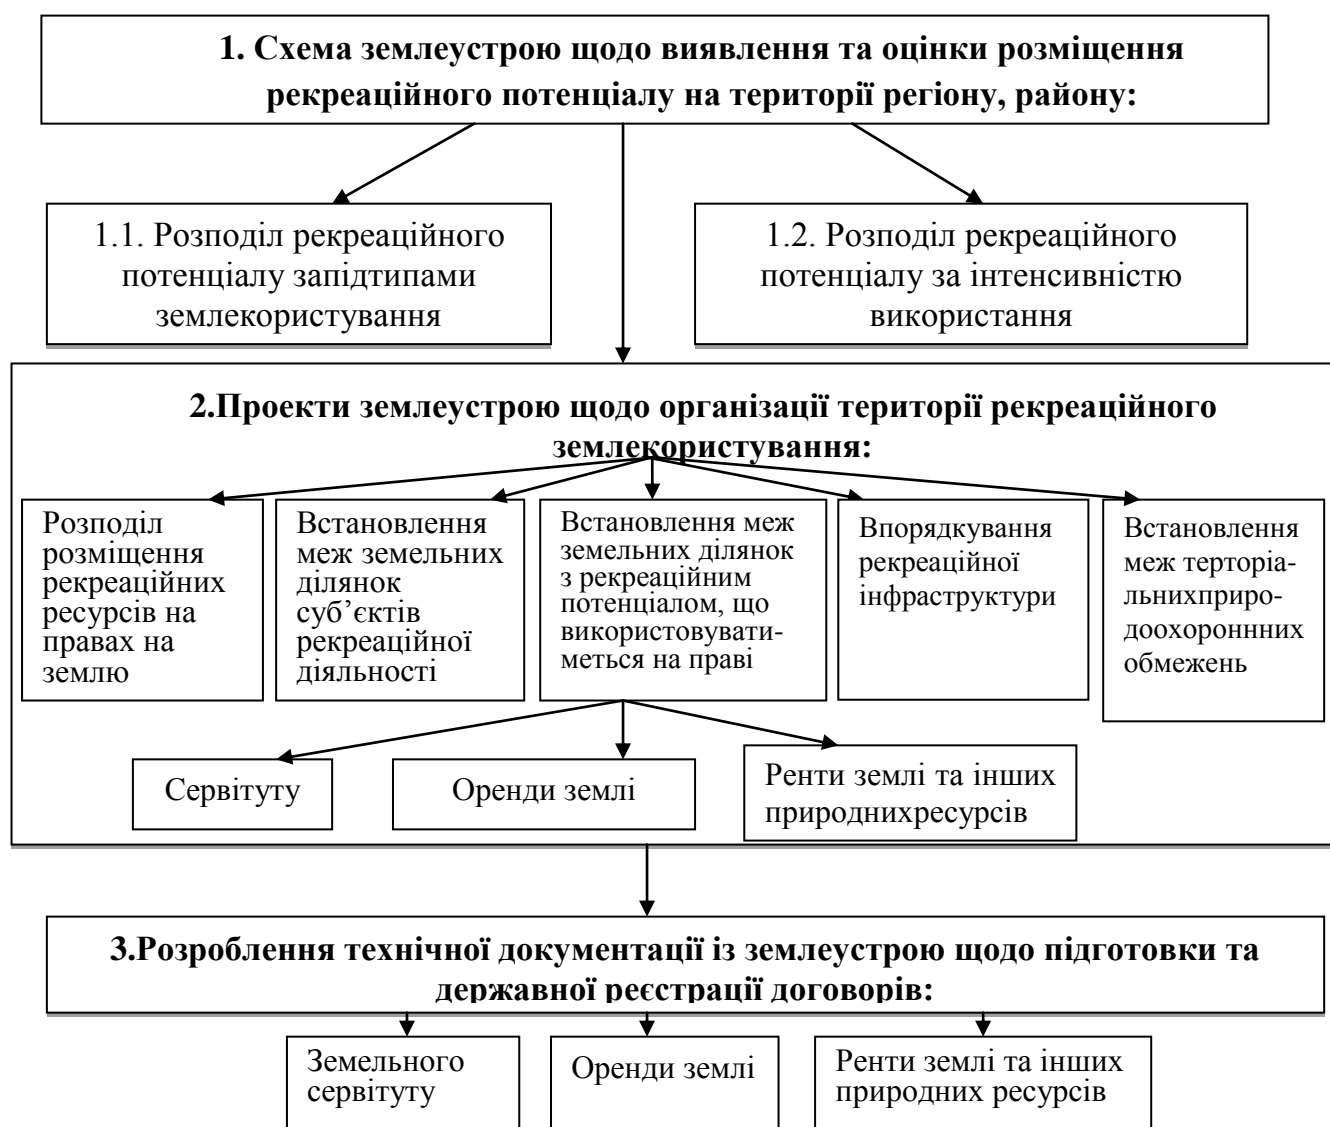 1. Схема землеустрою щодо виявлення та оцінки розміщення
рекреаційного потенціалу на території регіону, району:
1.1. Розподіл рекреаційного
потенціалу запідтипами
землекористування
1.2. Розподіл рекреаційного
потенціалу за інтенсивністю
використання
2.Проекти землеустрою щодо організації території рекреаційного
землекористування:
Розподіл
розміщення
рекреаційних
ресурсів на
правах на
землю
Встановлення
меж земельних
ділянок
суб’єктів
рекреаційної
діяльності
Встановлення меж
земельних ділянок
з рекреаційним
потенціалом, що
використовувати-
меться на праві
Впорядкування
рекреаційної
інфраструктури
Встановлення
меж терторіа-
льнихприро-
доохороннних
обмежень
Сервітуту
Оренди землі
Ренти землі та інших
природнихресурсів
3.Розроблення технічної документації із землеустрою щодо підготовки та
державної реєстрації договорів:
Земельного
сервітуту
Оренди землі
Ренти землі та інших
природних ресурсів